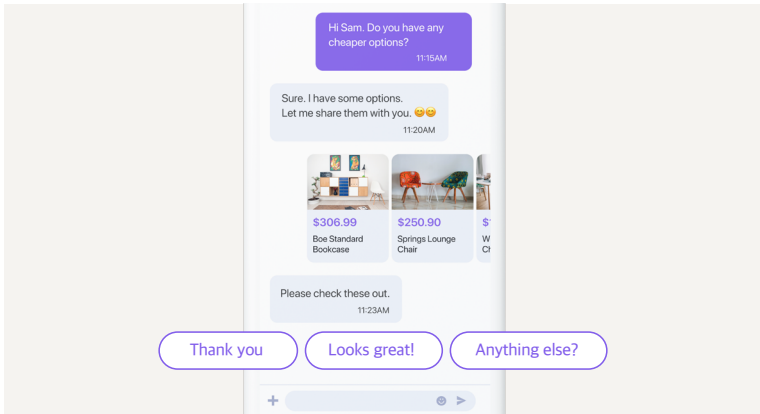 Hi Sam. Do you have any
cheaper options?
11:15AM
Sure. I have some options.
Let me share them with you. 😊😊
11:20AM
$306.99
Boe Standard
Bookcase
$250.90
Springs Lounge
Chair
Please check these out.
11:23AM
Thank you
Looks great!
Anything else?